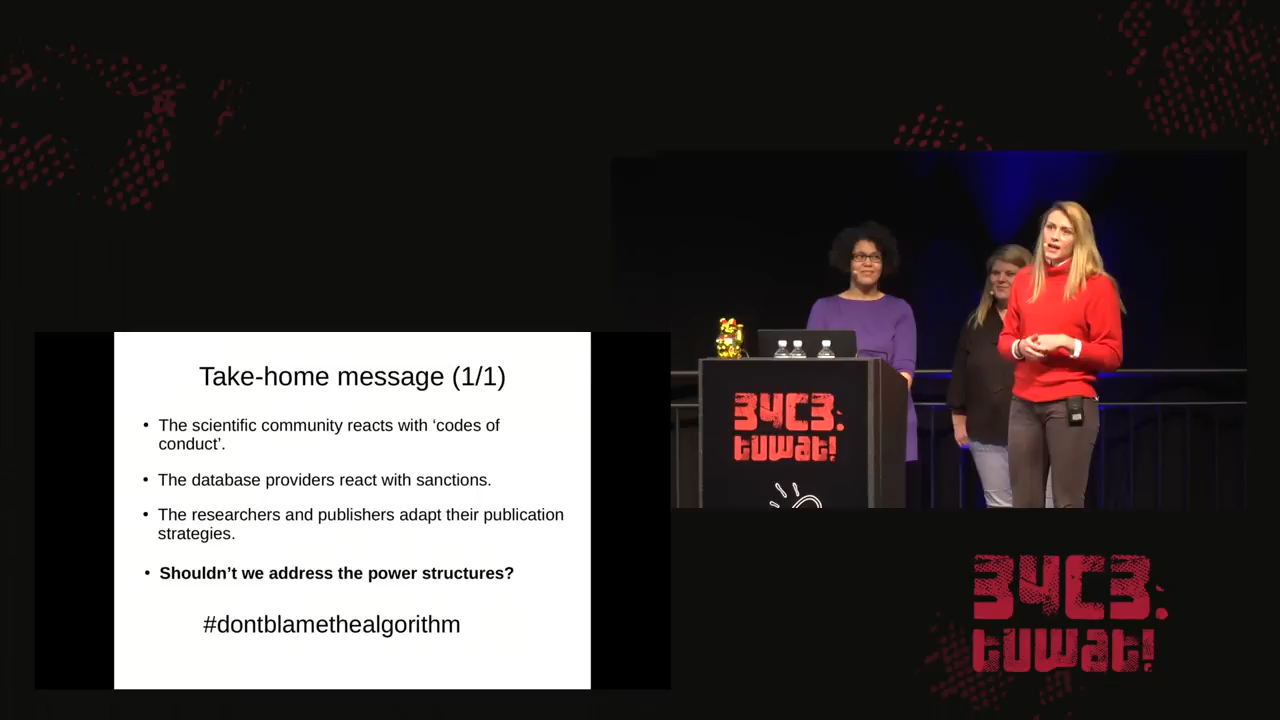 Take-home message (1/1)
• The scientific community reacts with ‘codes of
conduct’.
• The database providers react with sanctions.
• The researchers and publishers adapt their publication
strategies.
• Shouldn’t we address the power structures?
#dontblamethealgorithm
34C3.
tuwat!
34C3.
tuwat!